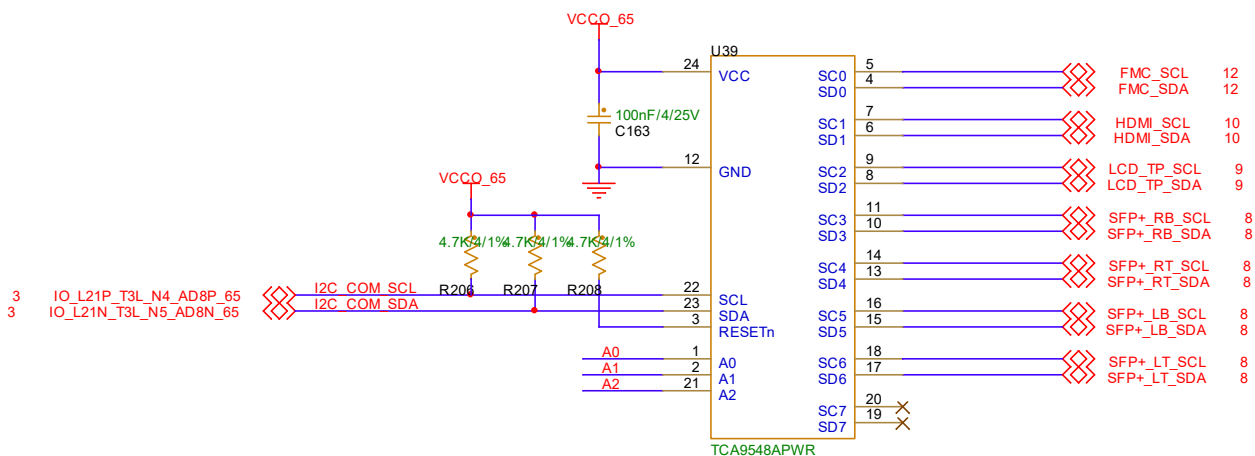 VCCO_65
U39
24 VCC
SC0 5 FMC_SCL 12
SD0 4 FMC_SDA 12
100nF/4/25V
C163
SC1 7 HDMI_SCL 10
SD1 6 HDMI_SDA 10
12 GND
SC2 9 LCD_TP_SCL 9
SD2 8 LCD_TP_SDA 9
VCCO_65
SC3 11 SFP+_RB_SCL 8
SD3 10 SFP+_RB_SDA 8
4.7K/4/1% 4.7K/4/1% 4.7K/4/1%
R206 R207 R208
SC4 14 SFP+_RT_SCL 8
SD4 13 SFP+_RT_SDA 8
3 IO_L21P_T3L_N4_AD8P_65 I2C_COM_SCL 22 SCL
3 IO_L21N_T3L_N5_AD8N_65 I2C_COM_SDA 23 SDA
3 RESETn
SC5 16 SFP+_LB_SCL 8
SD5 15 SFP+_LB_SDA 8
A0 1 A0
A1 2 A1
A2 21 A2
SC6 18 SFP+_LT_SCL 8
SD6 17 SFP+_LT_SDA 8
SC7 20
SD7 19
TCA9548APWR